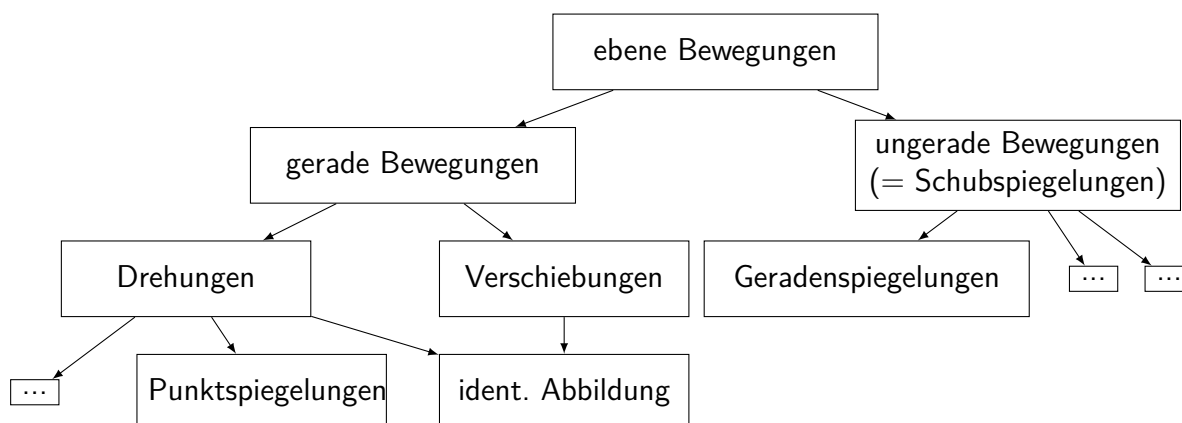 ebene Bewegungen
gerade Bewegungen
ungerade Bewegungen
(= Schubspiegelungen)
Drehungen
Verschiebungen
Geradenspiegelungen
...
...
...
Punktspiegelungen
ident. Abbildung